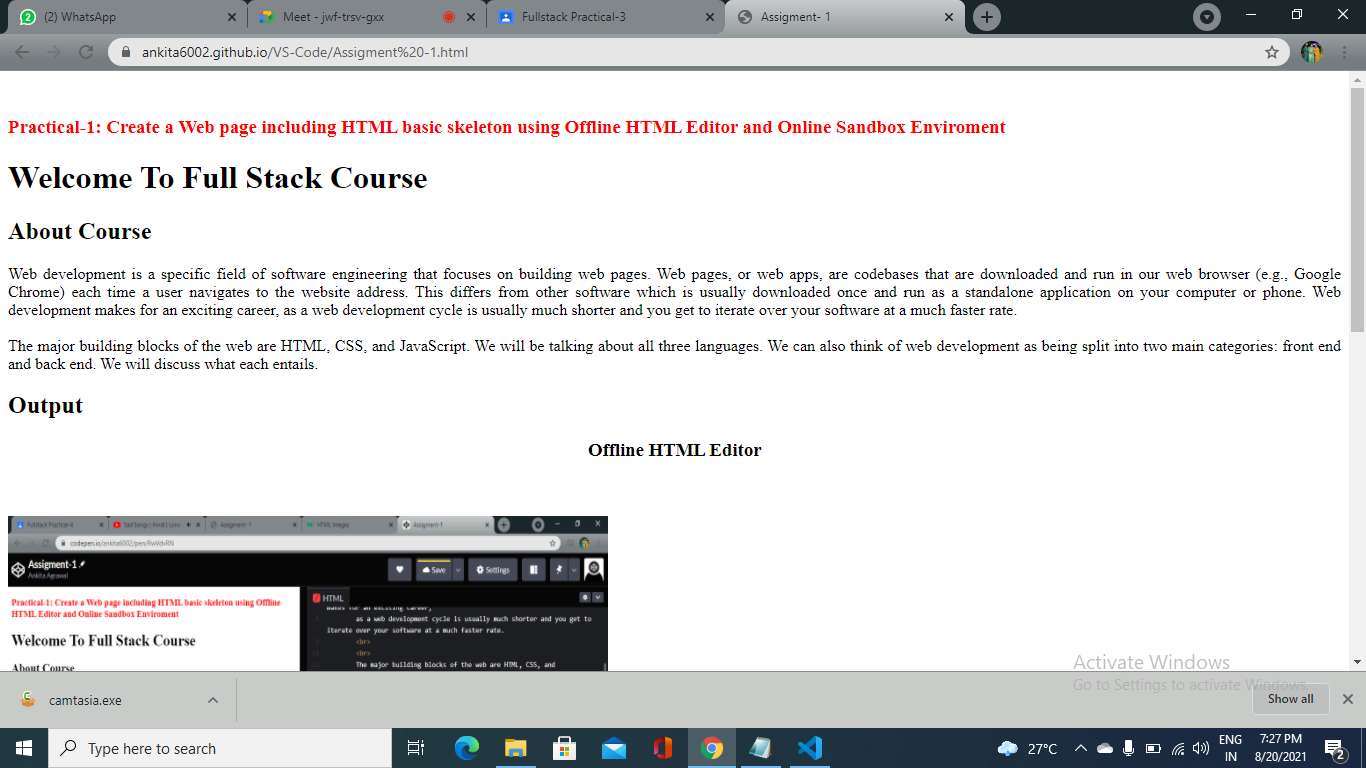 (2) WhatsApp
Meet - jwf-trsv-gxx
Fullstack Practical-3
Assigment- 1
ankita6002.github.io/VS-Code/Assigment%20-1.html
Practical-1: Create a Web page including HTML basic skeleton using Offline HTML Editor and Online Sandbox Enviroment
Welcome To Full Stack Course
About Course
Web development is a specific field of software engineering that focuses on building web pages. Web pages, or web apps, are codebases that are downloaded and run in our web browser (e.g., Google
Chrome) each time a user navigates to the website address. This differs from other software which is usually downloaded once and run as a standalone application on your computer or phone. Web
development makes for an exciting career, as a web development cycle is usually much shorter and you get to iterate over your software at a much faster rate.
The major building blocks of the web are HTML, CSS, and JavaScript. We will be talking about all three languages. We can also think of web development as being split into two main categories: front end
and back end. We will discuss what each entails.
Output
Offline HTML Editor
Fullstack Practical-4
Sad Songs | Hindi | Love
Assigment- 1
HTML Images
Assigment-1
codepen.io/ankita6002/pen/RwVdvRN
Assigment-1
Ankita Agrawal
Save
Settings
Practical-1: Create a Web page including HTML basic skeleton using Offline
HTML Editor and Online Sandbox Enviroment
Welcome To Full Stack Course
About Course
HTML
makes for an exciting career,
as a web development cycle is usually much shorter and you get to
iterate over your software at a much faster rate.
<br>
<br>
The major building blocks of the web are HTML, CSS, and
Activate Windows
Go to Settings to activate Windows.
camtasia.exe
Show all
Type here to search
27°C
ENG
IN
7:27 PM
8/20/2021
2